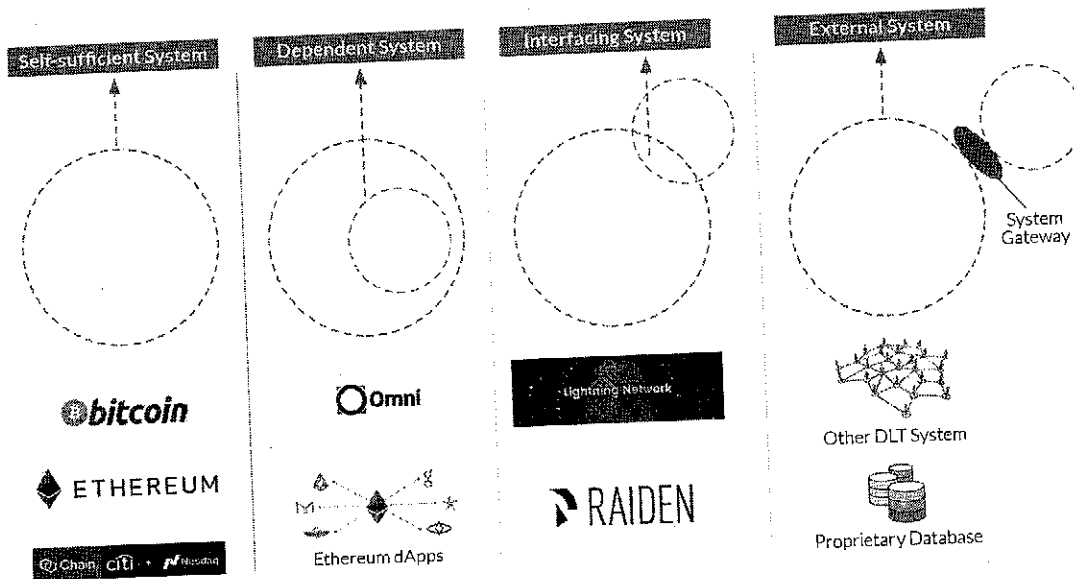 Self-sufficient System
Dependent System
Interfacing System
External System
System
Gateway
bitcoin
ETHEREUM
Chain citi + Nasdaq
Omni
Ethereum dApps
Lightning Network
RAIDEN
Other DLT System
Proprietary Database